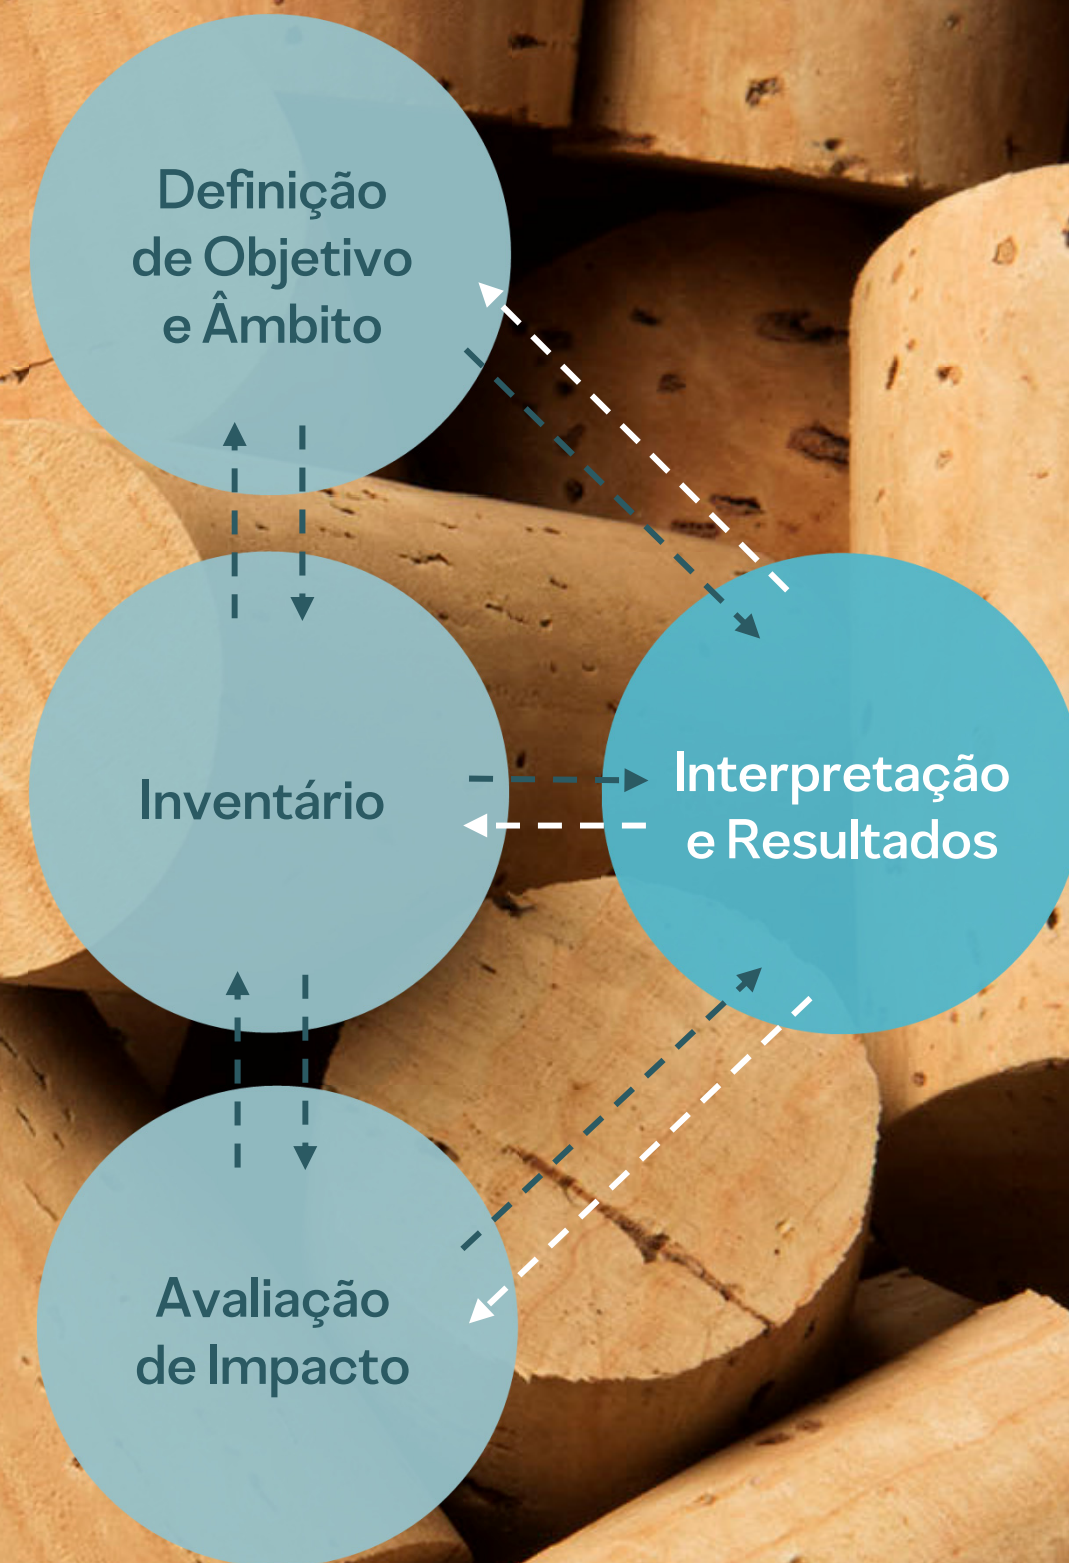 Definição
de Objetivo
e Âmbito
Inventário
Interpretação
e Resultados
Avaliação
de Impacto